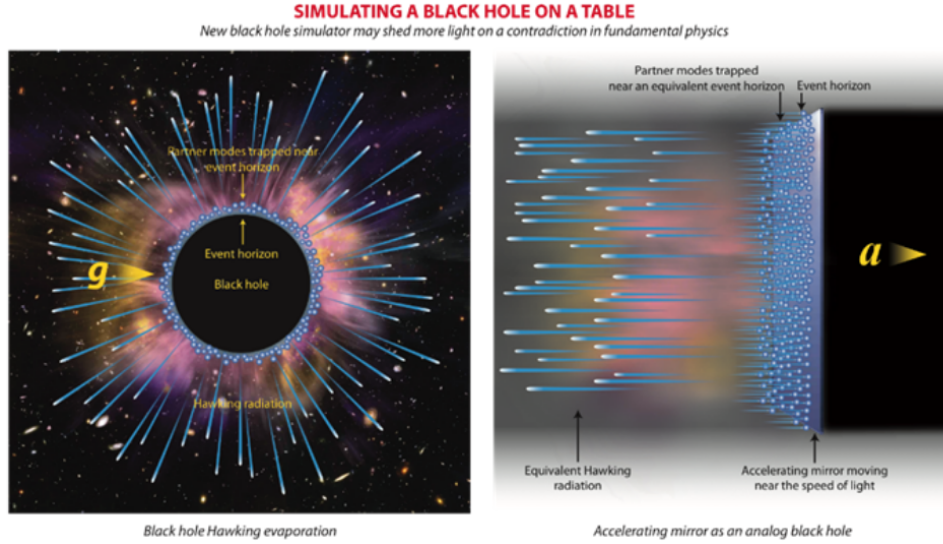 SIMULATING A BLACK HOLE ON A TABLE
New black hole simulator may shed more light on a contradiction in fundamental physics
Partner modes trapped near
event horizon
Event horizon
Black hole
g
Hawking radiation
Black hole Hawking evaporation
Partner modes trapped
near an equivalent event horizon
Event horizon
a
Equivalent Hawking
radiation
Accelerating mirror moving
near the speed of light
Accelerating mirror as an analog black hole